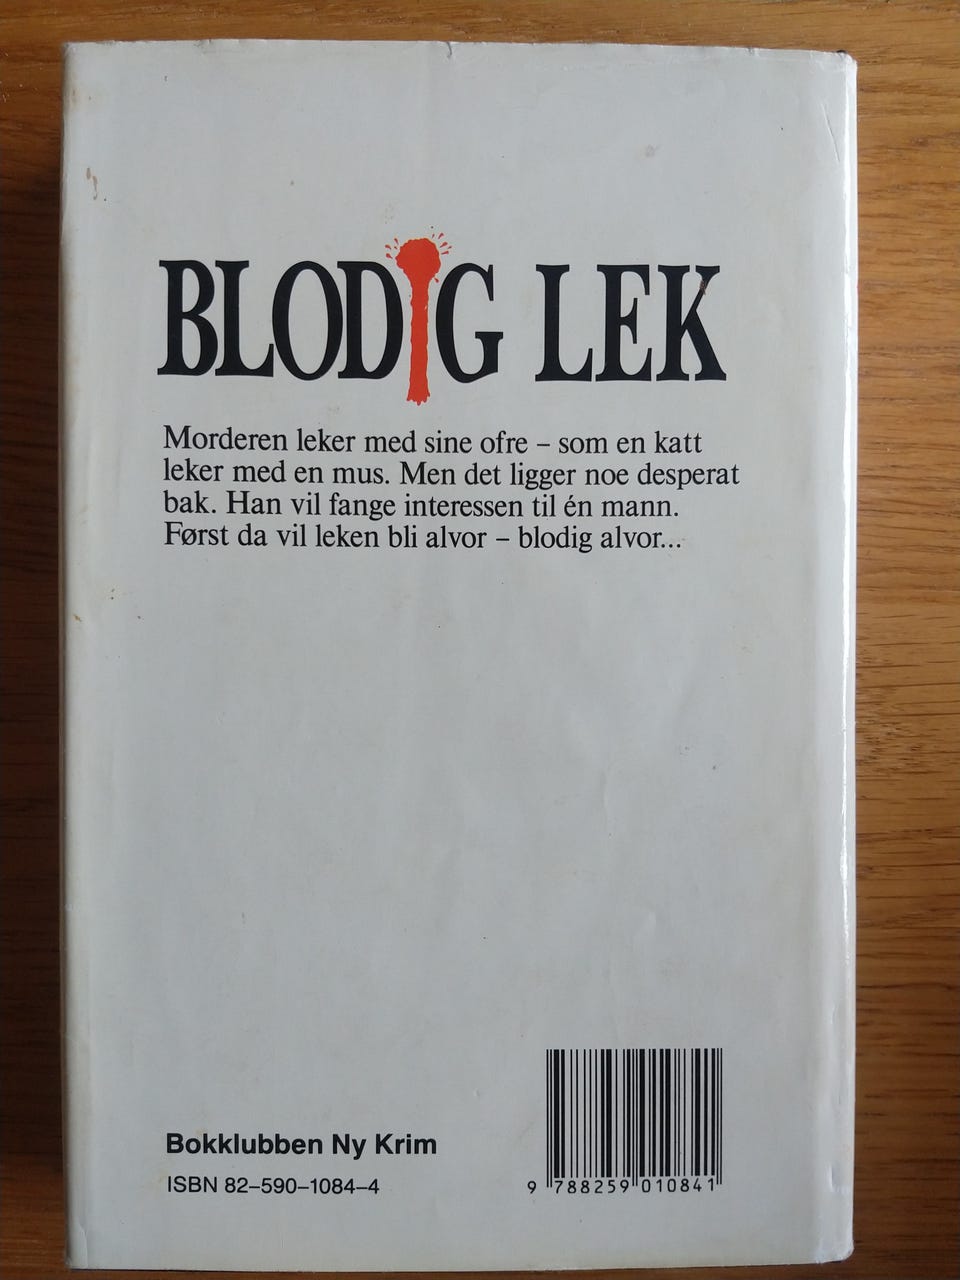 BLODIG LEK
Morderen leker med sine ofre – som en katt
leker med en mus. Men det ligger noe desperat
bak. Han vil fange interessen til én mann.
Først da vil leken bli alvor – blodig alvor...
Bokklubben Ny Krim
ISBN 82–590–1084–4
9 788259 010841